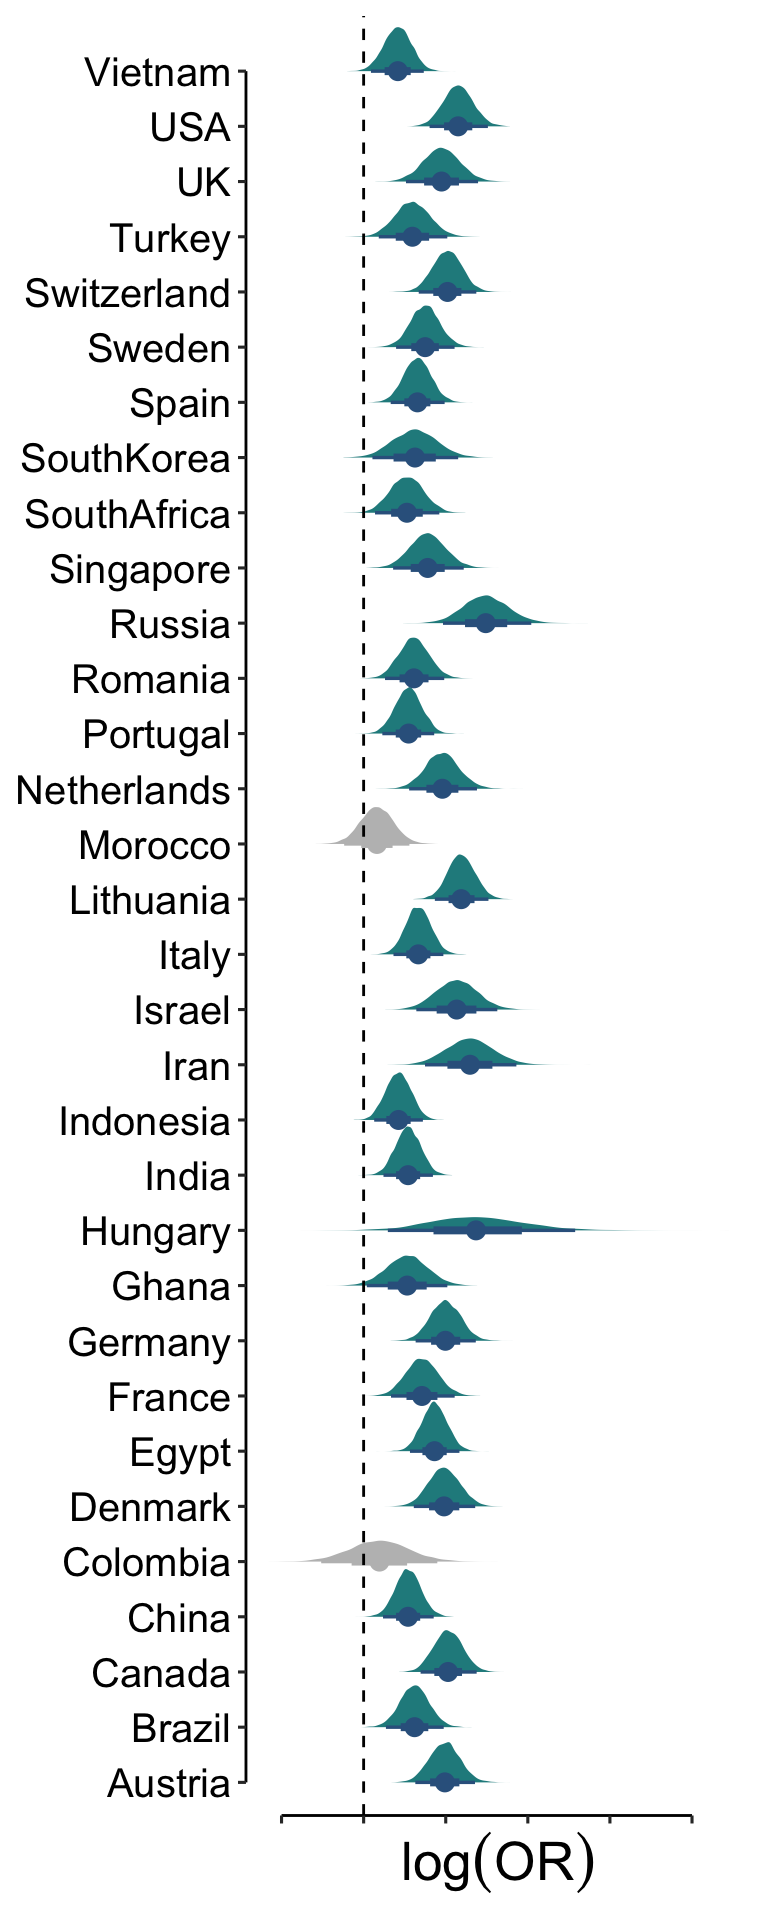 Vietnam
USA
UK
Turkey
Switzerland
Sweden
Spain
SouthKorea
SouthAfrica
Singapore
Russia
Romania
Portugal
Netherlands
Morocco
Lithuania
Italy
Israel
Iran
Indonesia
India
Hungary
Ghana
Germany
France
Egypt
Denmark
Colombia
China
Canada
Brazil
Austria
log(OR)